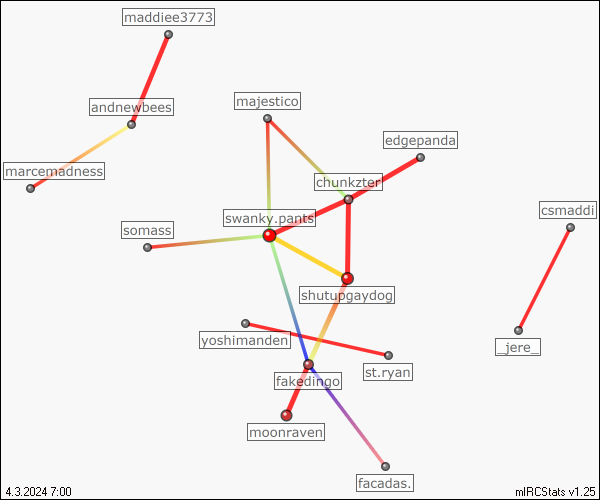 maddiee3773
andnewbees
majestico
edgepanda
marcemadness
chunkzter
swanky.pants
csmaddi
somass
shutupgaydog
yoshimanden
_jere_
st.ryan
fakedingo
moonraven
facadas.
4.3.2024 7:00
mIRCStats v1.25